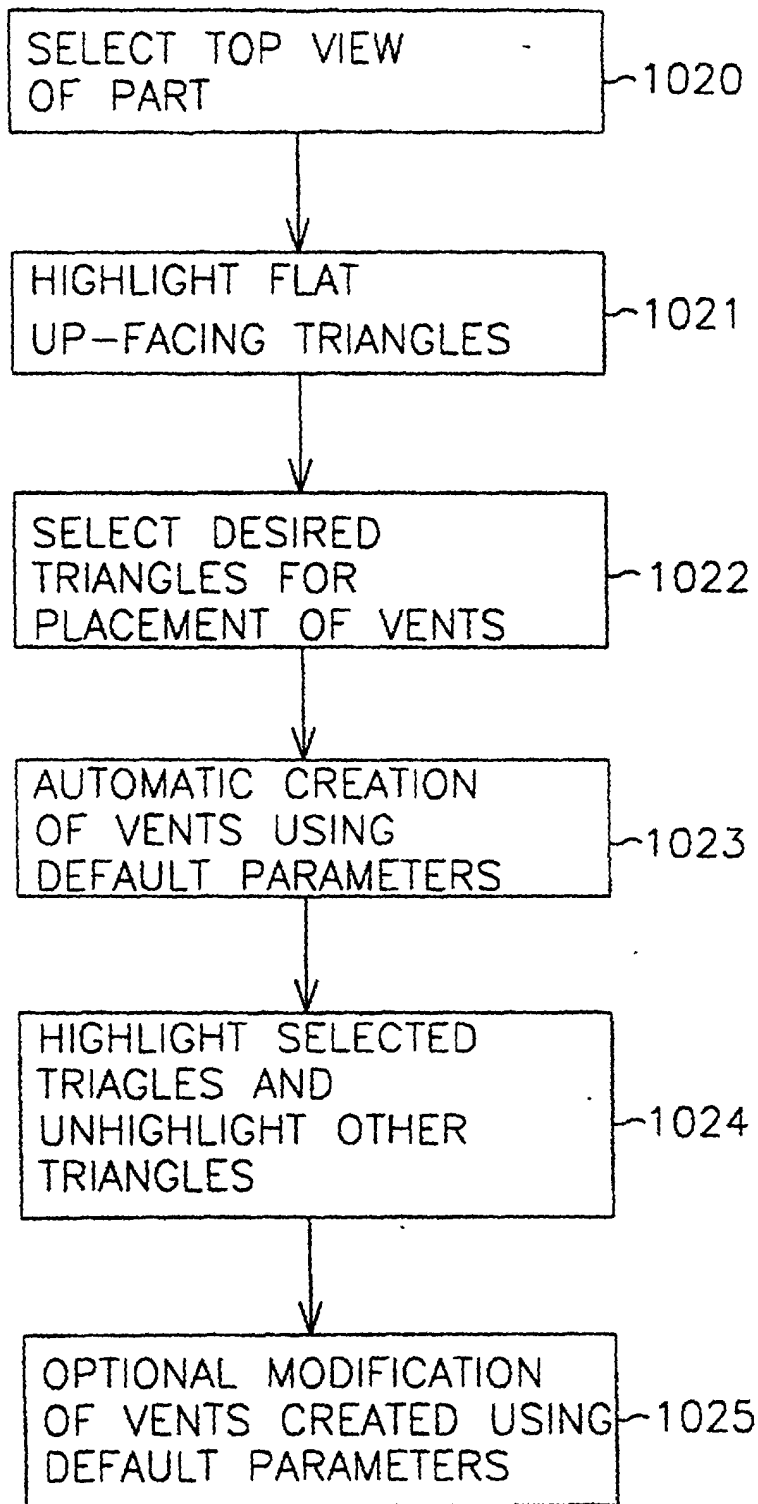 SELECT TOP VIEW
OF PART
1020
HIGHLIGHT FLAT
UP-FACING TRIANGLES
1021
SELECT DESIRED
TRIANGLES FOR
PLACEMENT OF VENTS
1022
AUTOMATIC CREATION
OF VENTS USING
DEFAULT PARAMETERS
1023
HIGHLIGHT SELECTED
TRIAGLES AND
UNHIGHLIGHT OTHER
TRIANGLES
1024
OPTIONAL MODIFICATION
OF VENTS CREATED USING
DEFAULT PARAMETERS
1025